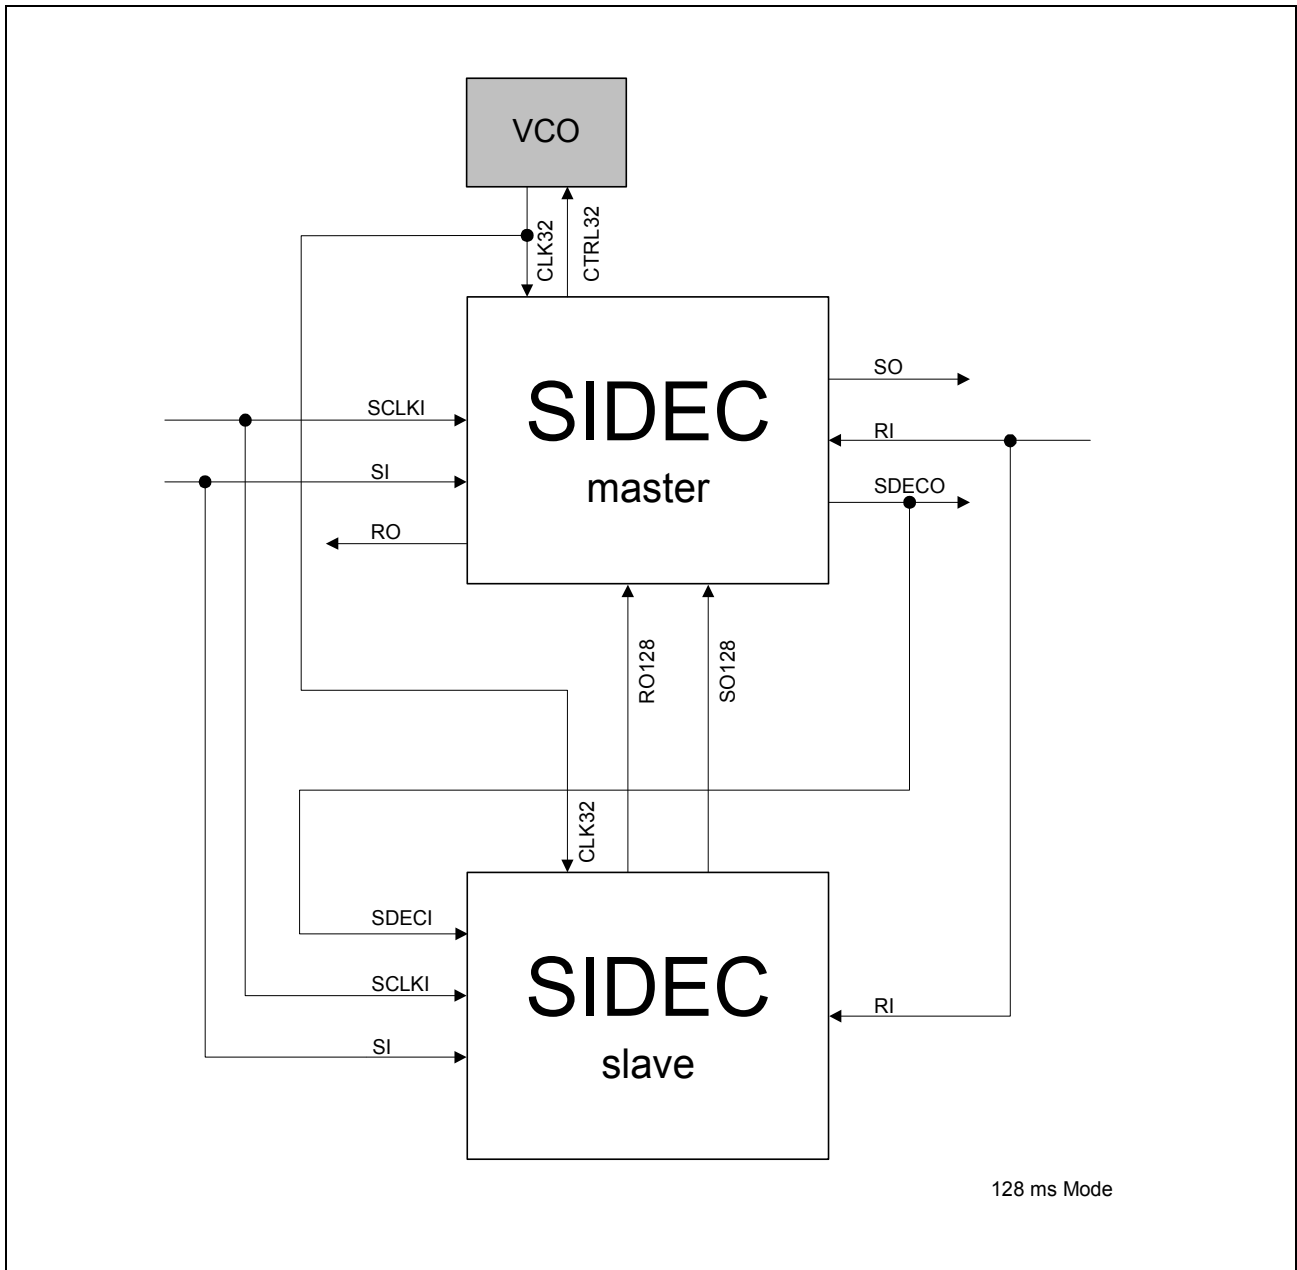 VCO
CLK32
CTRL32
SCLKI
SI
RO
SIDEC
master
SO
RI
SDECO
RO128
SO128
CLK32
SDECI
SCLKI
SI
SIDEC
slave
RI
128 ms Mode